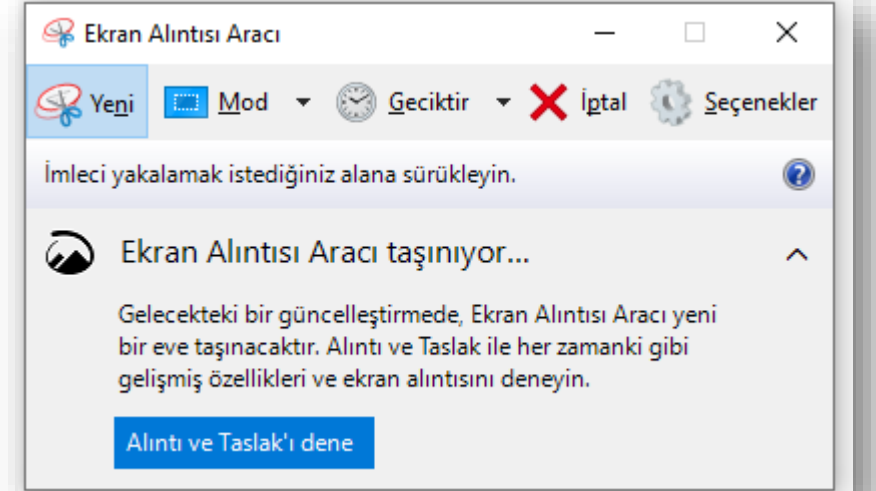 Ekran Alıntısı Aracı
Yeni Mod Geciktir İptal Seçenekler
İmleci yakalamak istediğiniz alana sürükleyin.
Ekran Alıntısı Aracı taşınıyor...
Gelecekteki bir güncelleştirmede, Ekran Alıntısı Aracı yeni
bir eve taşınacaktır. Alıntı ve Taslak ile her zamanki gibi
gelişmiş özellikleri ve ekran alıntısını deneyin.
Alıntı ve Taslak'ı dene